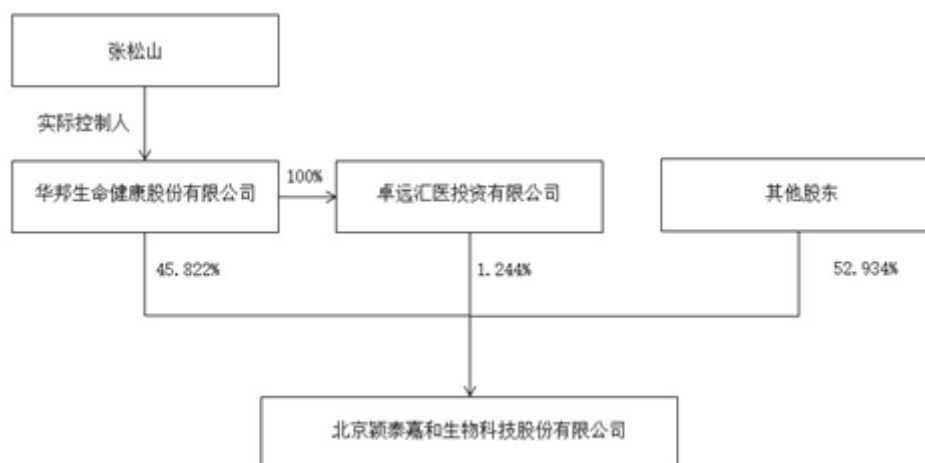 张松山
实际控制人
华邦生命健康股份有限公司
100%
卓远汇医投资有限公司
其他股东
45.822%
1.244%
52.934%
北京颖泰嘉和生物科技股份有限公司